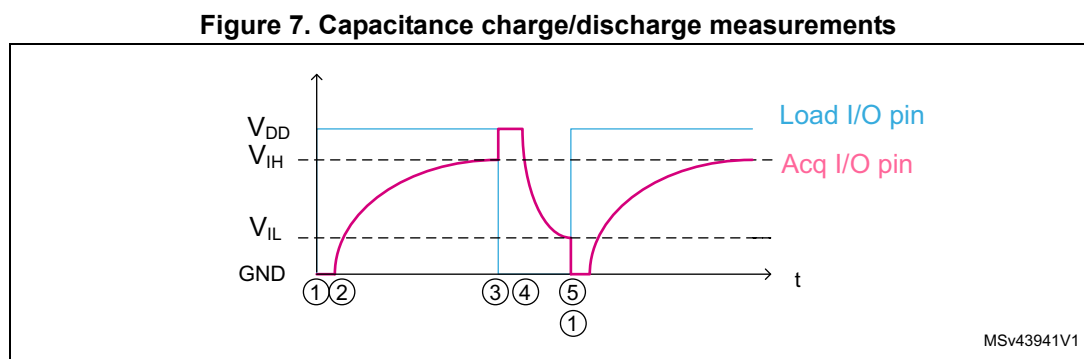 Figure 7. Capacitance charge/discharge measurements
VDD
VIH
VIL
GND
Load I/O pin
Acq I/O pin
t
1 2 3 4 5
1
MSv43941V1